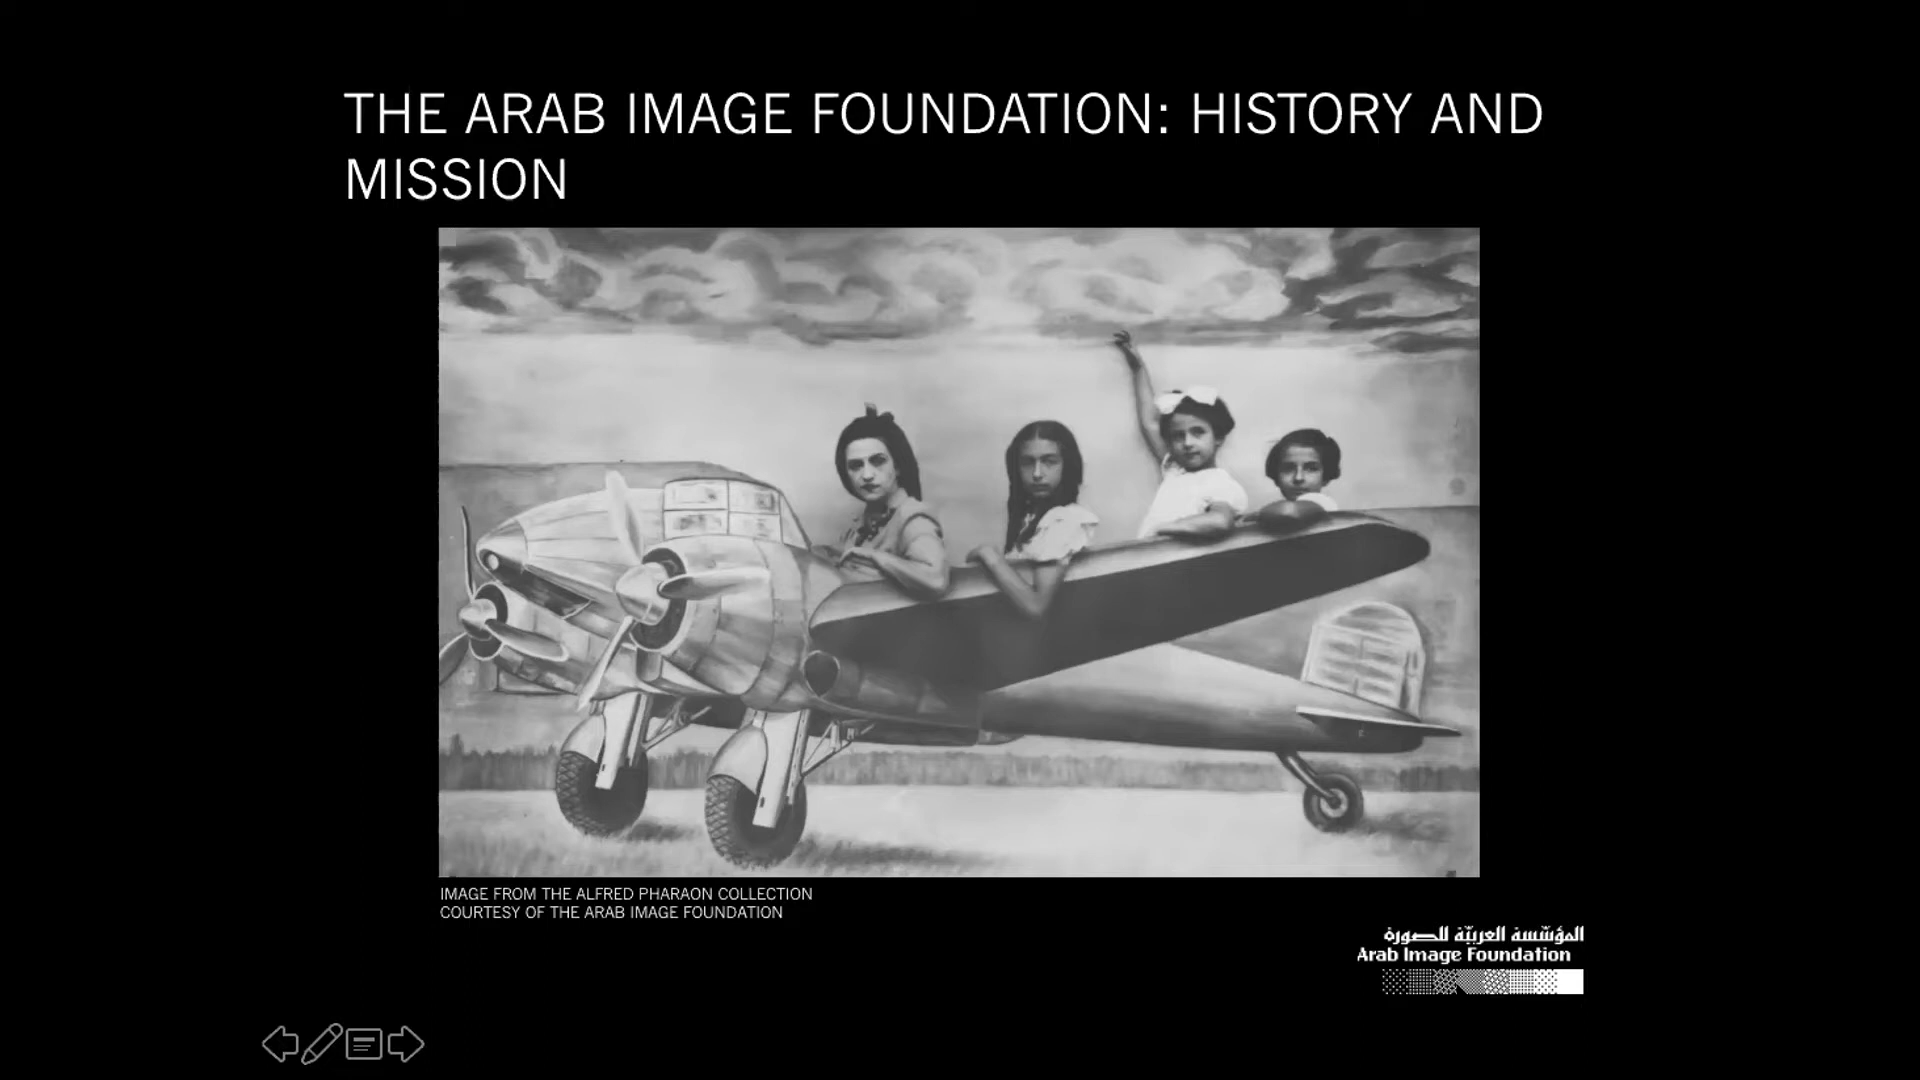 THE ARAB IMAGE FOUNDATION: HISTORY AND
MISSION
IMAGE FROM THE ALFRED PHARAON COLLECTION
COURTESY OF THE ARAB IMAGE FOUNDATION
المؤسّسة العربيّة للصورة
Arab Image Foundation